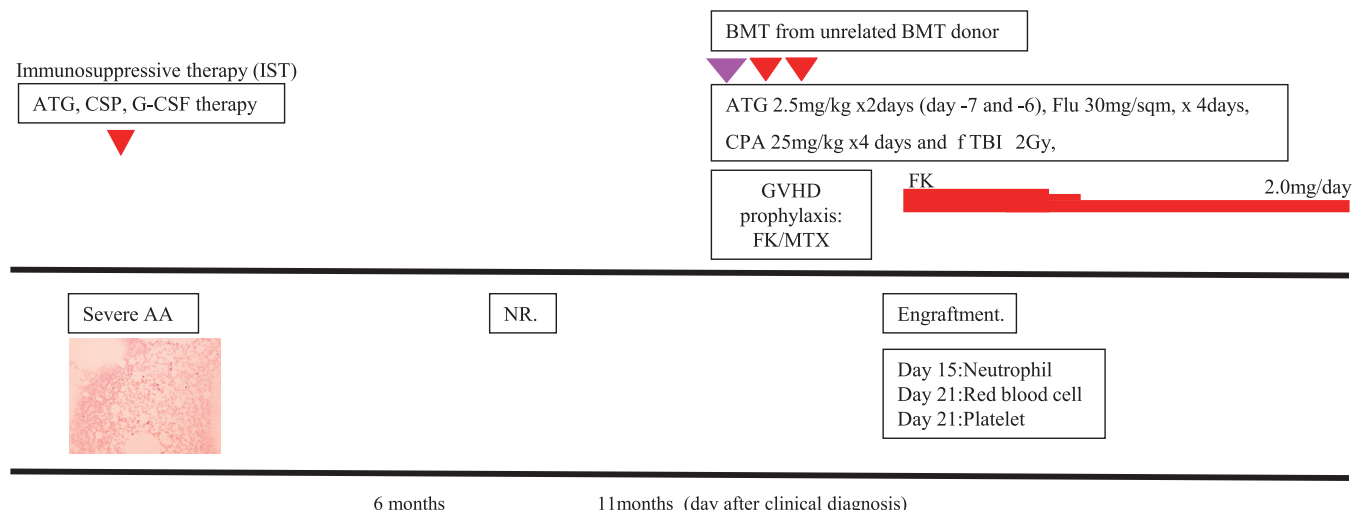 BMT from unrelated BMT donor
Immunosuppressive therapy (IST)
ATG, CSP, G-CSF therapy
ATG 2.5mg/kg x2days (day -7 and -6), Flu 30mg/sqm, x 4days,
CPA 25mg/kg x4 days and f TBI 2Gy,
GVHD
prophylaxis:
FK/MTX
FK
2.0mg/day
Severe AA
NR.
Engraftment.
Day 15:Neutrophil
Day 21:Red blood cell
Day 21:Platelet
6 months
11months (day after clinical diagnosis)